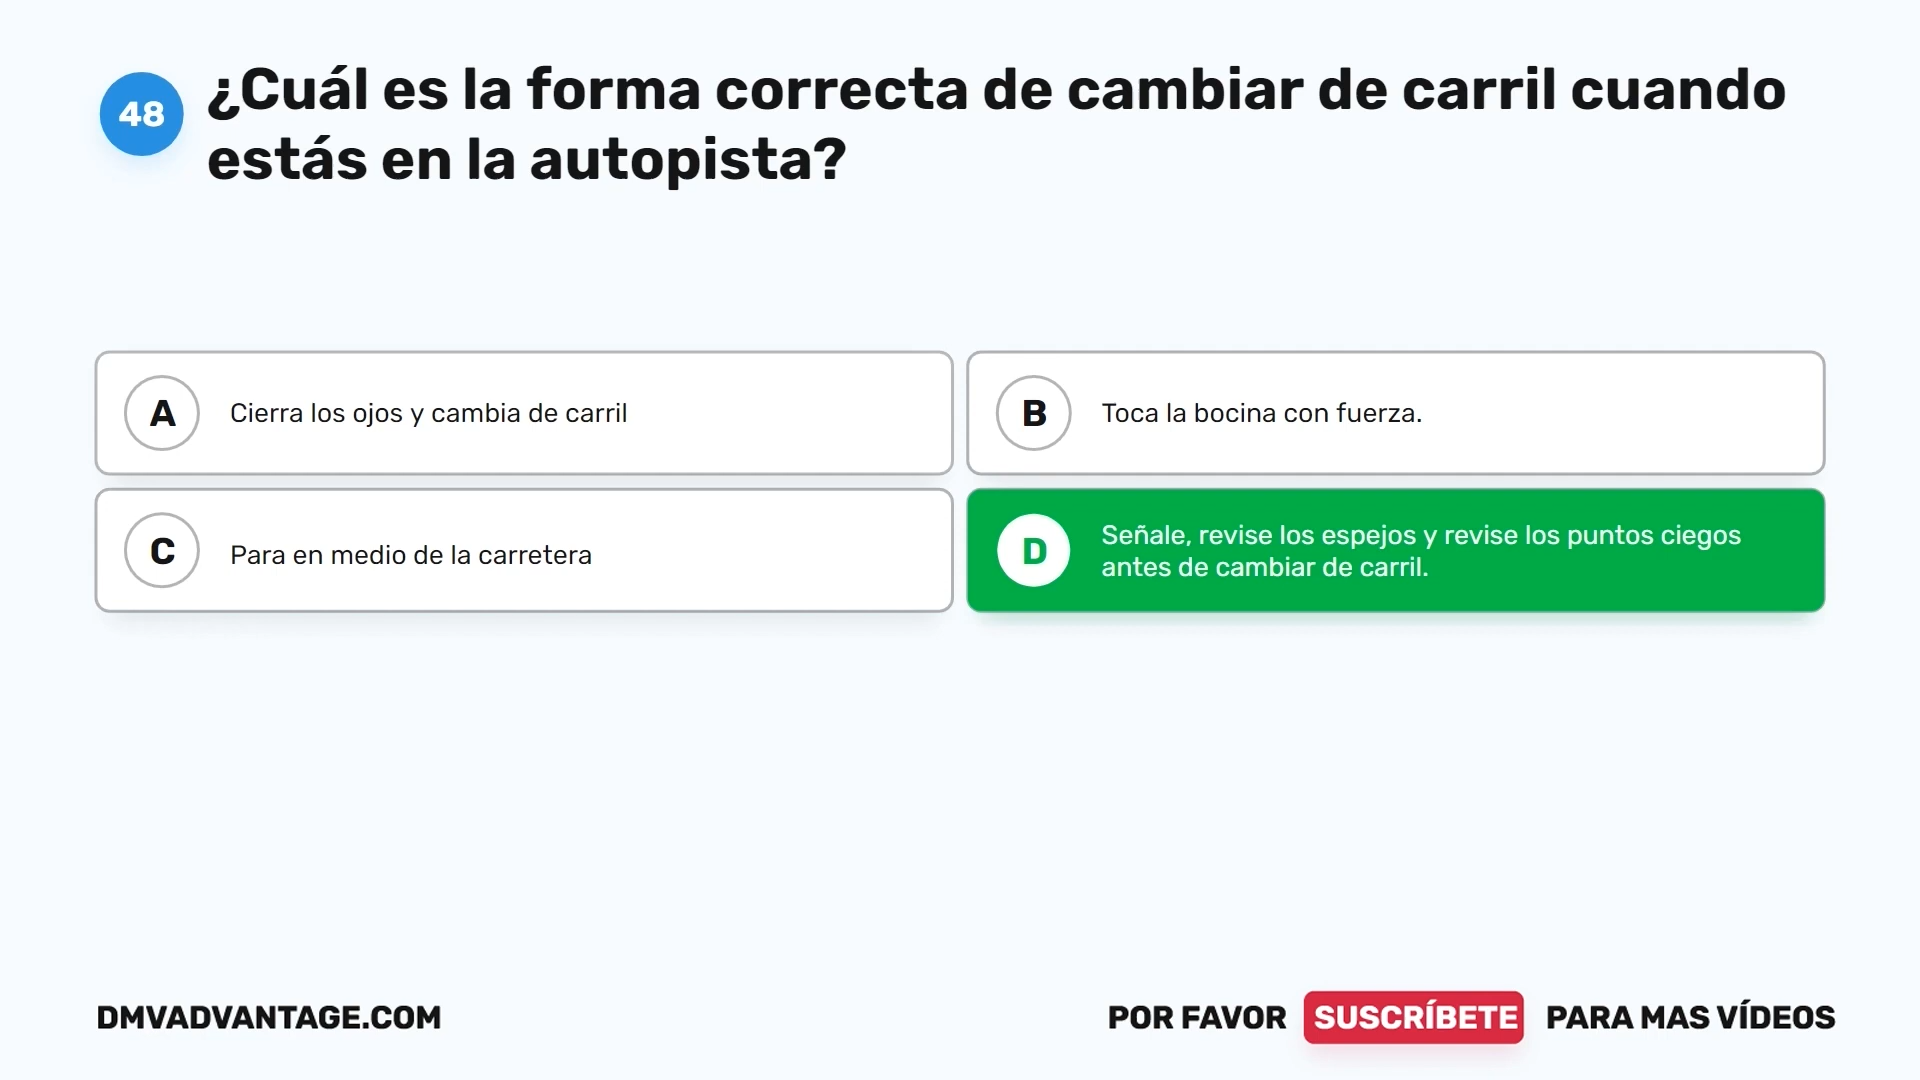 48
¿Cuál es la forma correcta de cambiar de carril cuando
estás en la autopista?
A
Cierra los ojos y cambia de carril
B
Toca la bocina con fuerza.
C
Para en medio de la carretera
D
Señale, revise los espejos y revise los puntos ciegos
antes de cambiar de carril.
DMVADVANTAGE.COM
POR FAVOR SUSCRÍBETE PARA MAS VÍDEOS